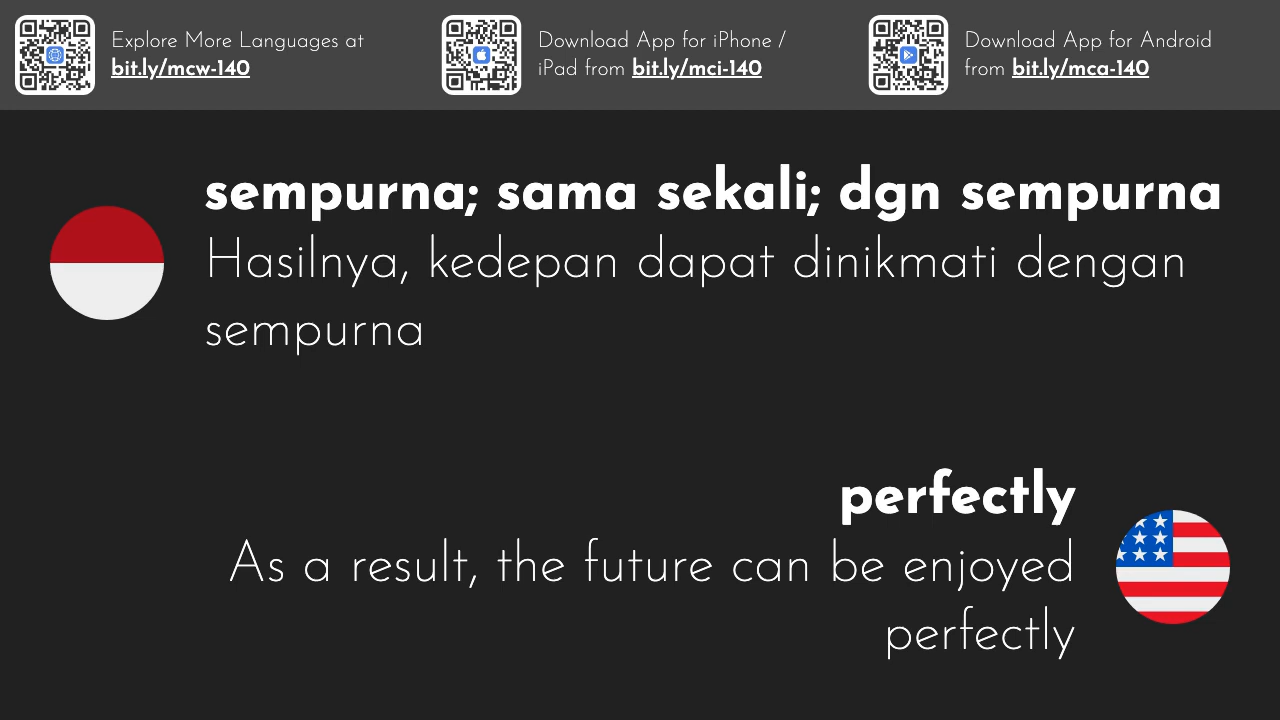 Explore More Languages at
bit.ly/mcw-140
Download App for iPhone /
iPad from bit.ly/mci-140
Download App for Android
from bit.ly/mca-140
sempurna; sama sekali; dgn sempurna
Hasilnya, kedepan dapat dinikmati dengan
sempurna
perfectly
As a result, the future can be enjoyed
perfectly